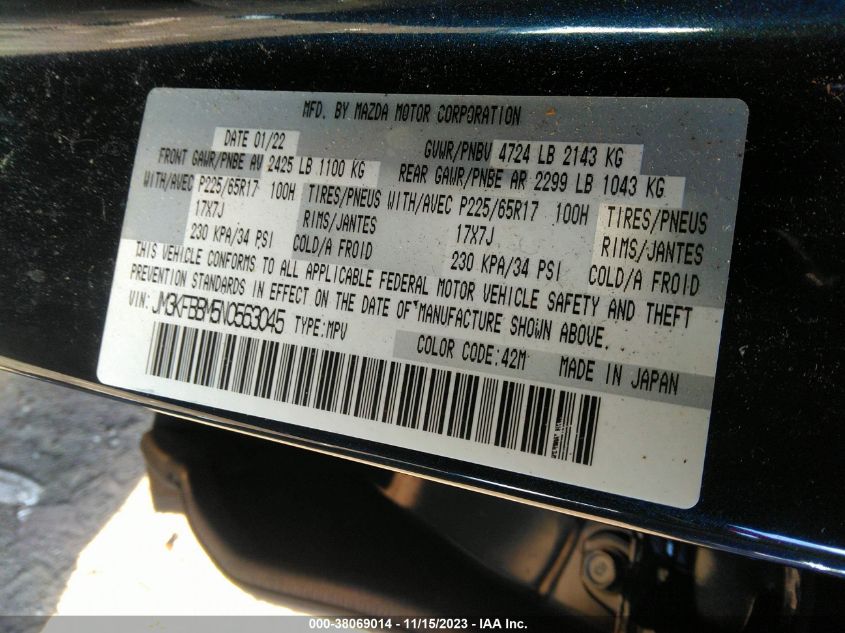 MFD. BY MAZDA MOTOR CORPORATION
DATE 01/22 GVWR/PNBV 4724 LB 2143 KG
FRONT GAWR/PNBE AV 2425 LB 1100 KG REAR GAWR/PNBE AR 2299 LB 1043 KG
WITH/AVEC P225/65R17 100H TIRES/PNEUS WITH/AVEC P225/65R17 100H TIRES/PNEUS
17X7J RIMS/JANTES 17X7J RIMS/JANTES
230 KPA/34 PSI COLD/A FROID 230 KPA/34 PSI COLD/A FROID
THIS VEHICLE CONFORMS TO ALL APPLICABLE FEDERAL MOTOR VEHICLE SAFETY AND THEFT
PREVENTION STANDARDS IN EFFECT ON THE DATE OF MANUFACTURE SHOWN ABOVE.
VIN: JM3KFBBM5N0563045 TYPE:MPV
COLOR CODE:42M MADE IN JAPAN
000-38069014 - 11/15/2023 - IAA Inc.